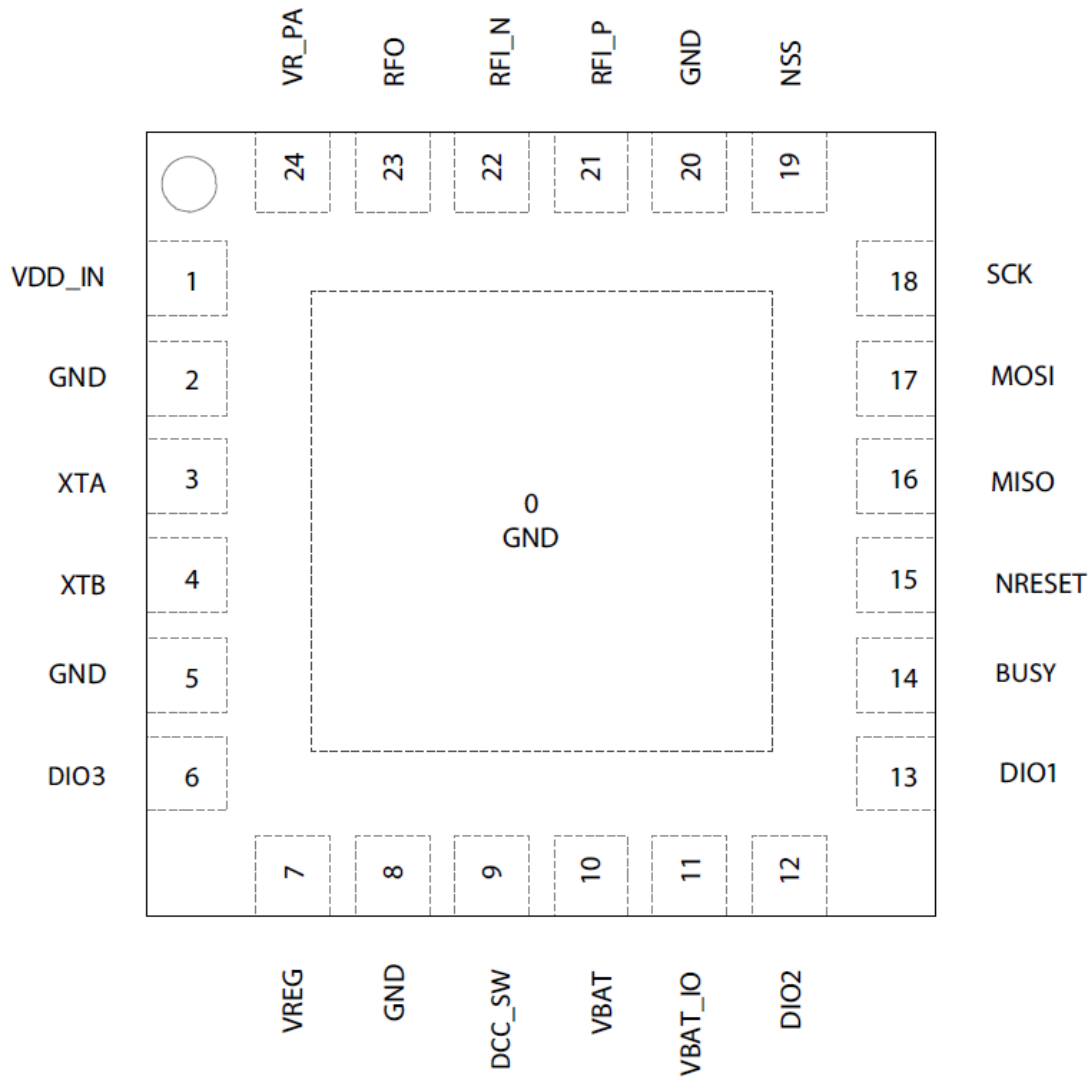 VR_PA RFO RFI_N RFI_P GND NSS
24 23 22 21 20 19
VDD_IN 1 18 SCK
GND 2 17 MOSI
XTA 3 16 MISO
0
GND
XTB 4 15 NRESET
GND 5 14 BUSY
DIO3 6 13 DIO1
7 8 9 10 11 12
VREG GND DCC_SW VBAT VBAT_IO DIO2